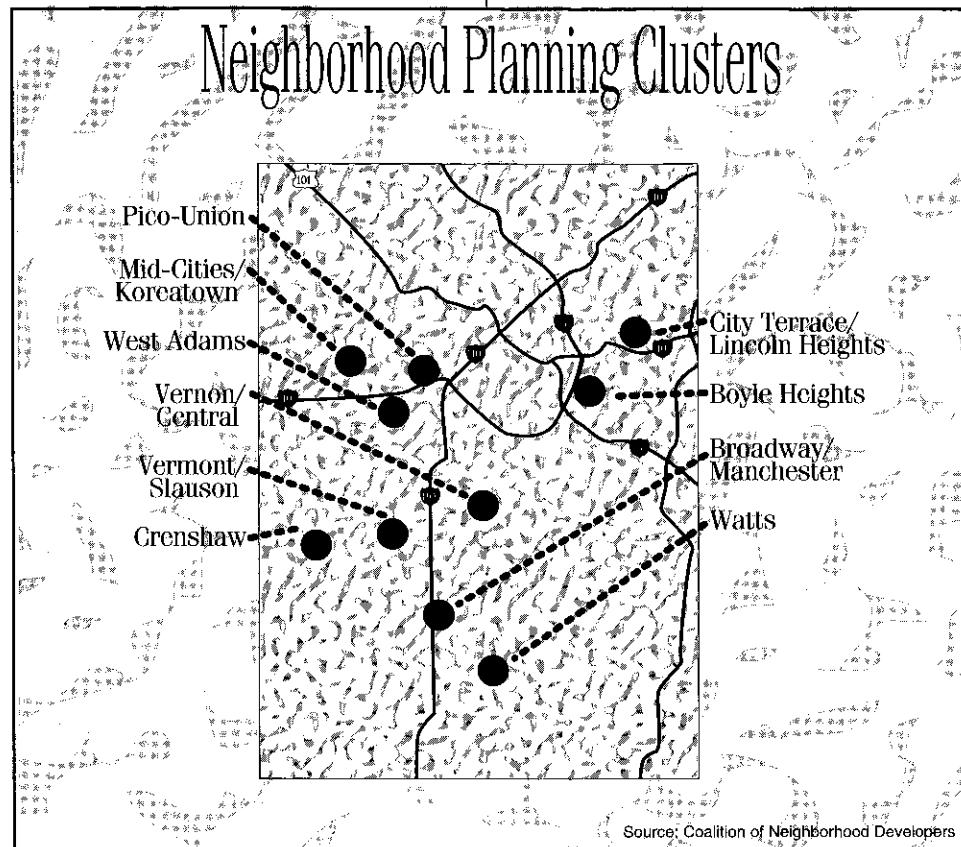 Neighborhood Planning Clusters
101
Pico-Union
Mid-Cities/
Koreatown
West Adams
Vernon/
Central
Vermont/
Slauson
Crenshaw
City Terrace/
Lincoln Heights
Boyle Heights
Broadway/
Manchester
Watts
Source: Coalition of Neighborhood Developers